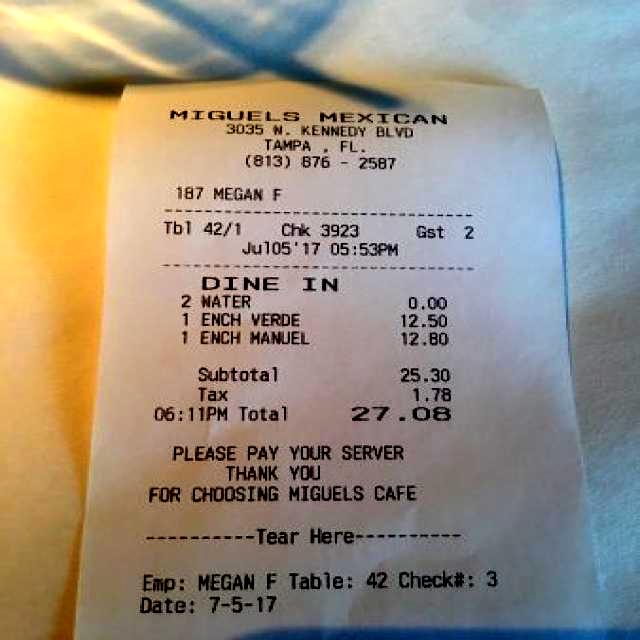 MIGUELS MEXICAN
3035 N. KENNEDY BLVD
TAMPA , FL.
(813) 876 - 2587
187 MEGAN F
Tbl 42/1 Chk 3923 Gst 2
Jul05'17 05:53PM
DINE IN
2 WATER 0.00
1 ENCH VERDE 12.50
1 ENCH MANUEL 12.80
Subtotal 25.30
Tax 1.78
06:11PM Total 27.08
PLEASE PAY YOUR SERVER
THANK YOU
FOR CHOOSING MIGUELS CAFE
----------Tear Here----------
Emp: MEGAN F Table: 42 Check#: 3
Date: 7-5-17